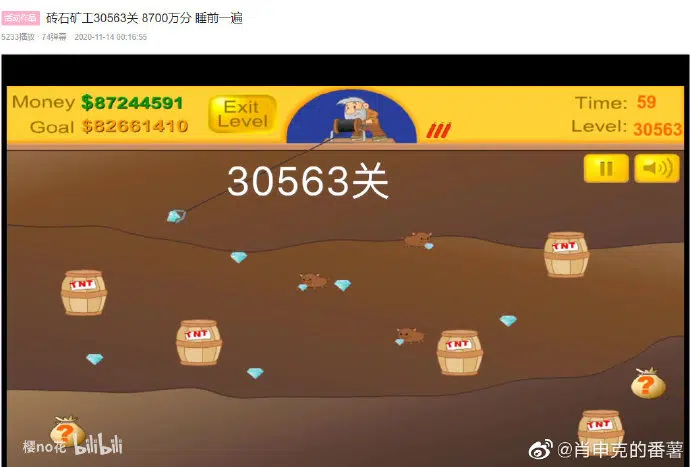 活动作品 砖石矿工30563关 8700万分 睡前一遍
5233播放 · 74弹幕 2020-11-14 00:16:55
Money $87244591
Goal $82661410
Exit
Level
Time: 59
Level: 30563
30563关
TNT
TNT
TNT
TNT
?
?
TNT
樱no花 bilibili
@肖申克的番薯